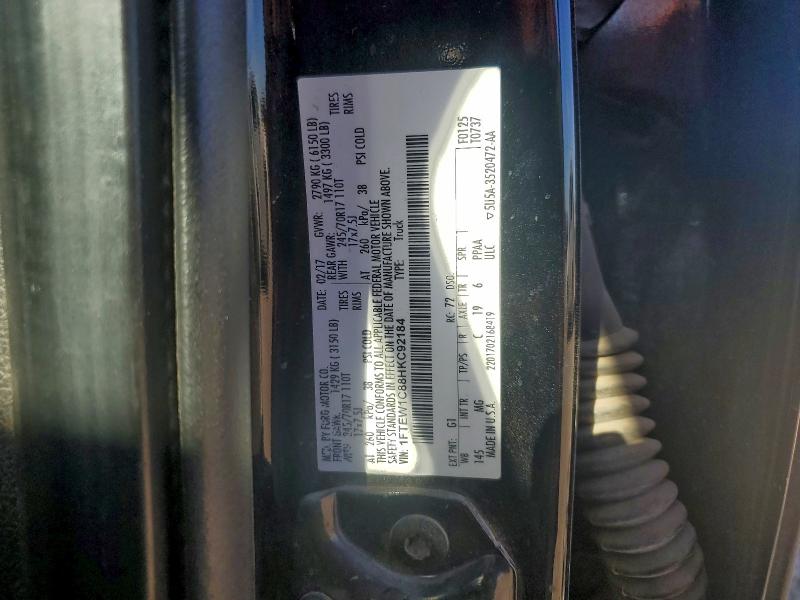 MFD. BY FORD MOTOR CO. DATE: 02/17 GVWR: 2790 KG ( 6150 LB)
FRONT GAWR: 1429 KG ( 3150 LB) REAR GAWR: 1497 KG ( 3300 LB)
WITH 245/70R17 110T TIRES WITH 245/70R17 110T TIRES
17x7.5J RIMS 17x7.5J RIMS
AT 260 kPa/ 38 PSI COLD AT 260 kPa/ 38 PSI COLD
THIS VEHICLE CONFORMS TO ALL APPLICABLE FEDERAL MOTOR VEHICLE
SAFETY STANDARDS IN EFFECT ON THE DATE OF MANUFACTURE SHOWN ABOVE.
VIN: 1FTEW1C88HKC92184 TYPE: Truck
EXT PNT: G1 RC: 72 DSO: F0125
WB INT TR TP/PS R AXLE TR SPR T0737
145 MG C 19 6 PPAA
MADE IN U.S.A. 2201702168419 ULC
5U5A-3520472-AA